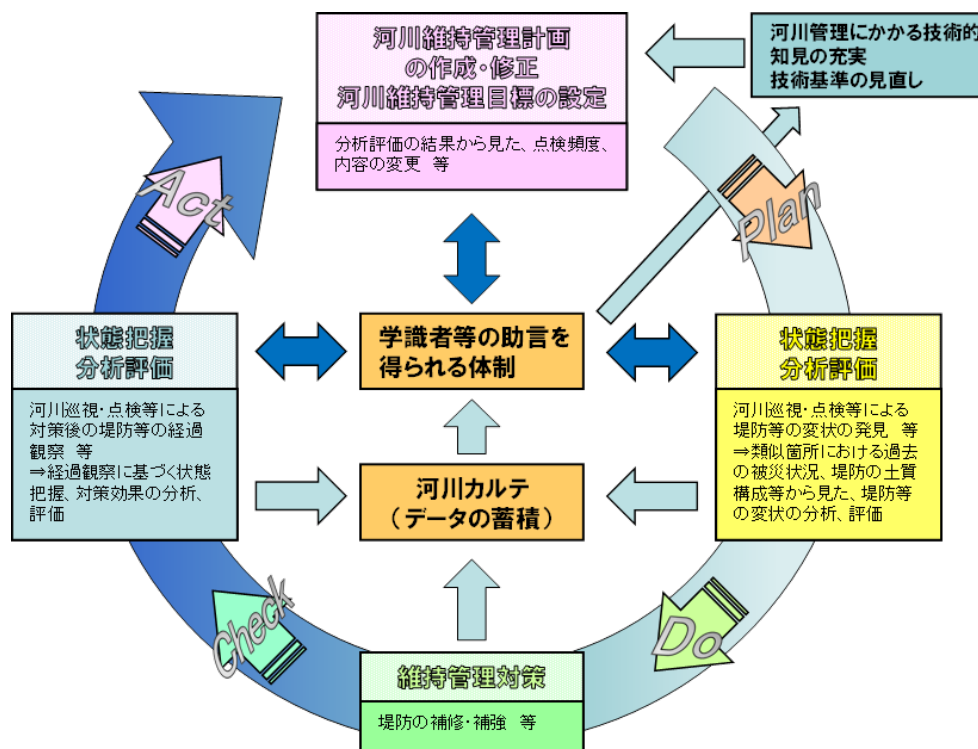 河川維持管理計画
の作成・修正
河川維持管理目標の設定
分析評価の結果から見た、点検頻度、
内容の変更 等
河川管理にかかる技術的
知見の充実
技術基準の見直し
Act
Plan
状態把握
分析評価
河川巡視・点検等による
対策後の堤防等の経過
観察 等
⇒経過観察に基づく状態
把握、対策効果の分析、
評価
学識者等の助言を
得られる体制
状態把握
分析評価
河川巡視・点検等による
堤防等の変状の発見 等
⇒類似箇所における過去
の被災状況、堤防の土質
構成等から見た、堤防等
の変状の分析、評価
河川カルテ
（データの蓄積）
Check
Do
維持管理対策
堤防の補修・補強 等